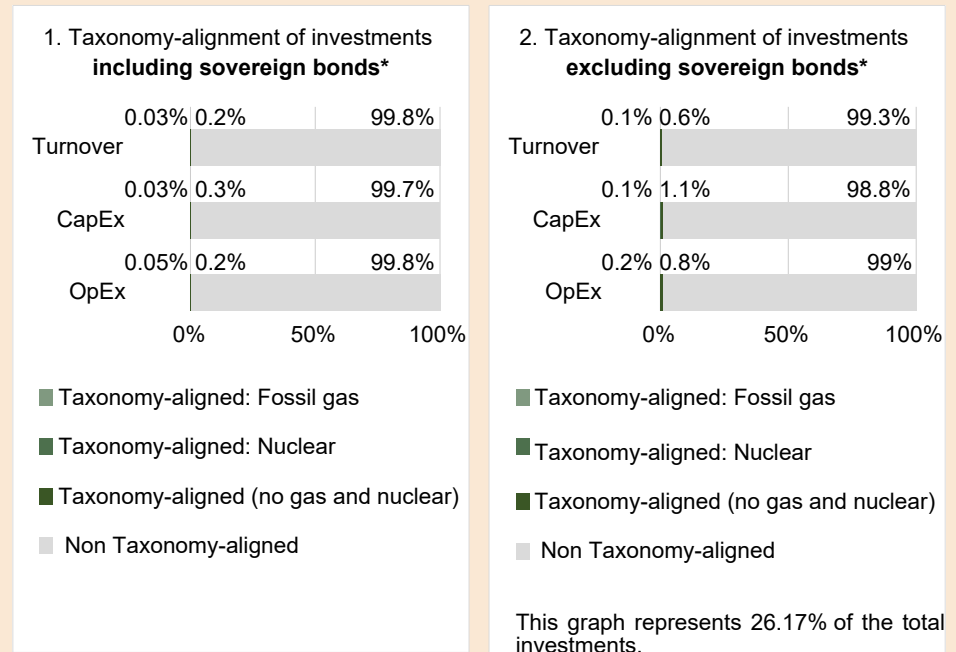 1. Taxonomy-alignment of investments
including sovereign bonds*
0.03% 0.2% 99.8%
Turnover
0.03% 0.3% 99.7%
CapEx
0.05% 0.2% 99.8%
OpEx
0% 50% 100%
Taxonomy-aligned: Fossil gas
Taxonomy-aligned: Nuclear
Taxonomy-aligned (no gas and nuclear)
Non Taxonomy-aligned
2. Taxonomy-alignment of investments
excluding sovereign bonds*
0.1% 0.6% 99.3%
Turnover
0.1% 1.1% 98.8%
CapEx
0.2% 0.8% 99%
OpEx
0% 50% 100%
Taxonomy-aligned: Fossil gas
Taxonomy-aligned: Nuclear
Taxonomy-aligned (no gas and nuclear)
Non Taxonomy-aligned
This graph represents 26.17% of the total
investments.